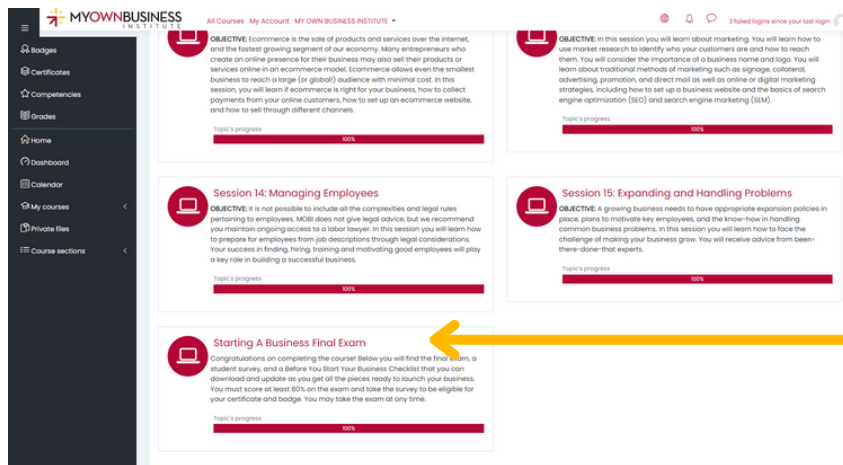 MYOWNBUSINESS
INSTITUTE
All Courses My Account MY OWN BUSINESS INSTITUTE
3 failed logins since your last login
Badges
Certificates
Competencies
Grades
Home
Dashboard
Calendar
My courses
Private files
Course sections
OBJECTIVE: Ecommerce is the sale of products and services over the internet,
and the fastest growing segment of our economy. Many entrepreneurs who
create an online presence for their business may also sell their products or
services online in an ecommerce model. Ecommerce allows even the smallest
business to reach a large (or global!) audience with minimal cost. In this
session, you will learn if ecommerce is right for your business, how to collect
payments from your online customers, how to set up an ecommerce website,
and how to sell through different channels.
Topic's progress
100%
OBJECTIVE: In this session you will learn about marketing. You will learn how to
use market research to identify who your customers are and how to reach
them. You will consider the importance of a business name and logo. You will
learn about traditional methods of marketing such as signage, collateral,
advertising, promotion, and direct mail as well as online or digital marketing
strategies, including how to set up a business website and the basics of search
engine optimization (SEO) and search engine marketing (SEM).
Topic's progress
100%
Session 14: Managing Employees
OBJECTIVE: It is not possible to include all the complexities and legal rules
pertaining to employees. MOBI does not give legal advice, but we recommend
you maintain ongoing access to a labor lawyer. In this session you will learn how
to prepare for employees from job descriptions through legal considerations.
Your success in finding, hiring, training and motivating good employees will play
a key role in building a successful business.
Topic's progress
100%
Session 15: Expanding and Handling Problems
OBJECTIVE: A growing business needs to have appropriate expansion policies in
place, plans to motivate key employees, and the know-how in handling
common business problems. In this session you will learn how to face the
challenge of making your business grow. You will receive advice from been-
there-done-that experts.
Topic's progress
100%
Starting A Business Final Exam
Congratulations on completing the course! Below you will find the final exam, a
student survey, and a Before You Start Your Business Checklist that you can
download and update as you get all the pieces ready to launch your business.
You must score at least 80% on the exam and take the survey to be eligible for
your certificate and badge. You may take the exam at any time.
Topic's progress
100%